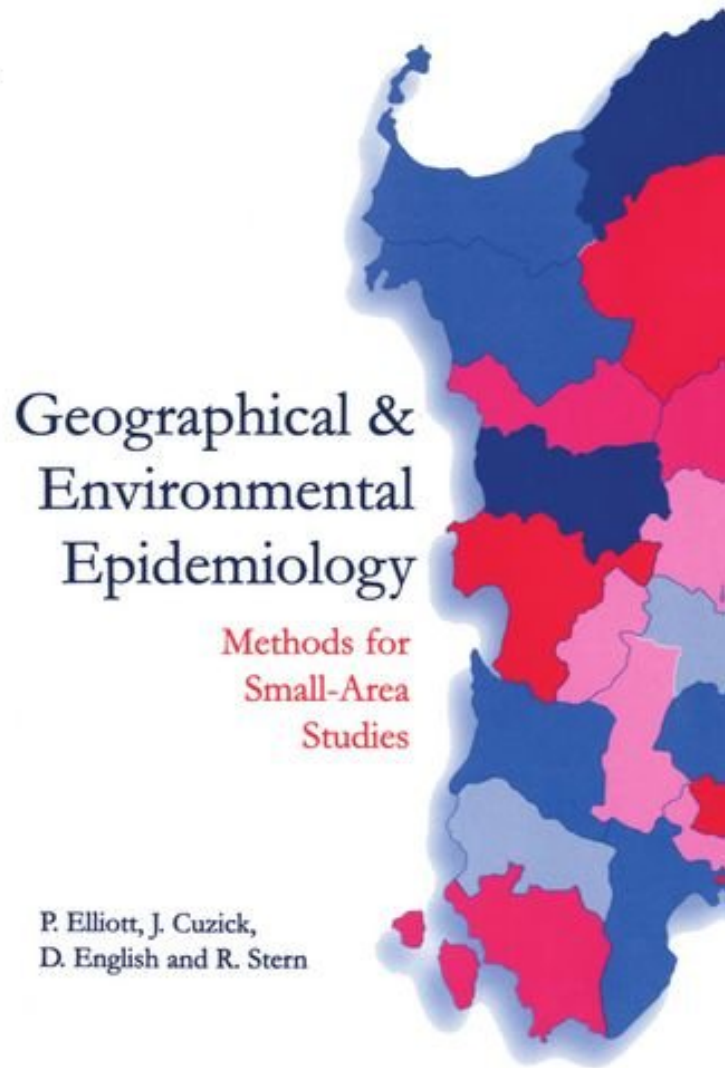 Geographical &
Environmental
Epidemiology
Methods for
Small-Area
Studies
P. Elliott, J. Cuzick,
D. English and R. Stern